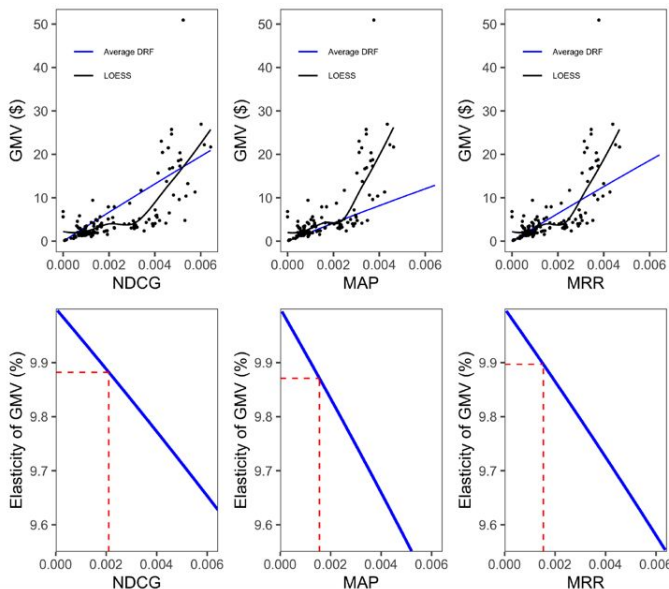 GMV ($)
50
40
30
20
10
0
Average DRF
LOESS
0.000 0.002 0.004 0.006
NDCG
GMV ($)
50
40
30
20
10
0
Average DRF
LOESS
0.000 0.002 0.004 0.006
MAP
GMV ($)
50
40
30
20
10
0
Average DRF
LOESS
0.000 0.002 0.004 0.006
MRR
Elasticity of GMV (%)
9.9
9.8
9.7
9.6
0.000 0.002 0.004 0.006
NDCG
Elasticity of GMV (%)
9.9
9.8
9.7
9.6
0.000 0.002 0.004 0.006
MAP
Elasticity of GMV (%)
9.9
9.8
9.7
9.6
0.000 0.002 0.004 0.006
MRR